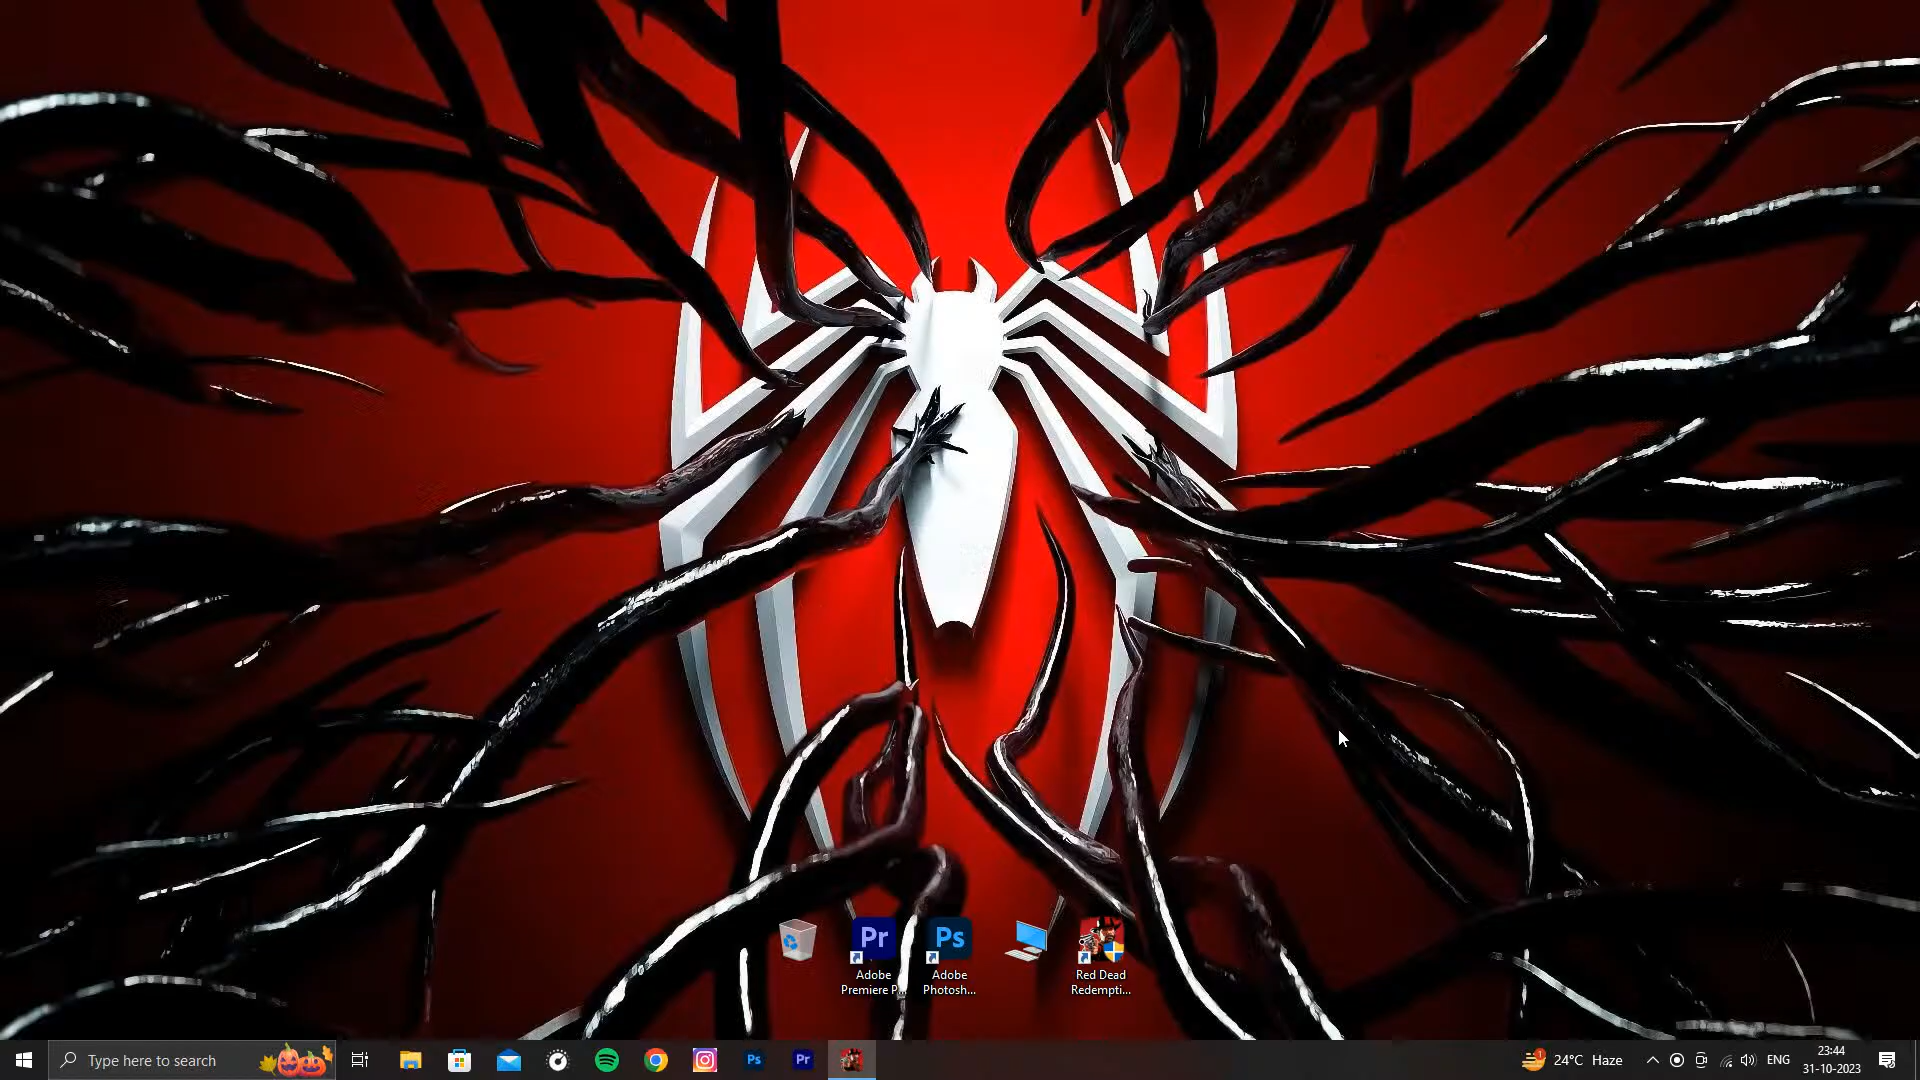 Pr
Adobe
Premiere P...
Ps
Adobe
Photosh...
Red Dead
Redempti...
Type here to search
Ps
Pr
1
24°C Haze
ENG
23:44
31-10-2023